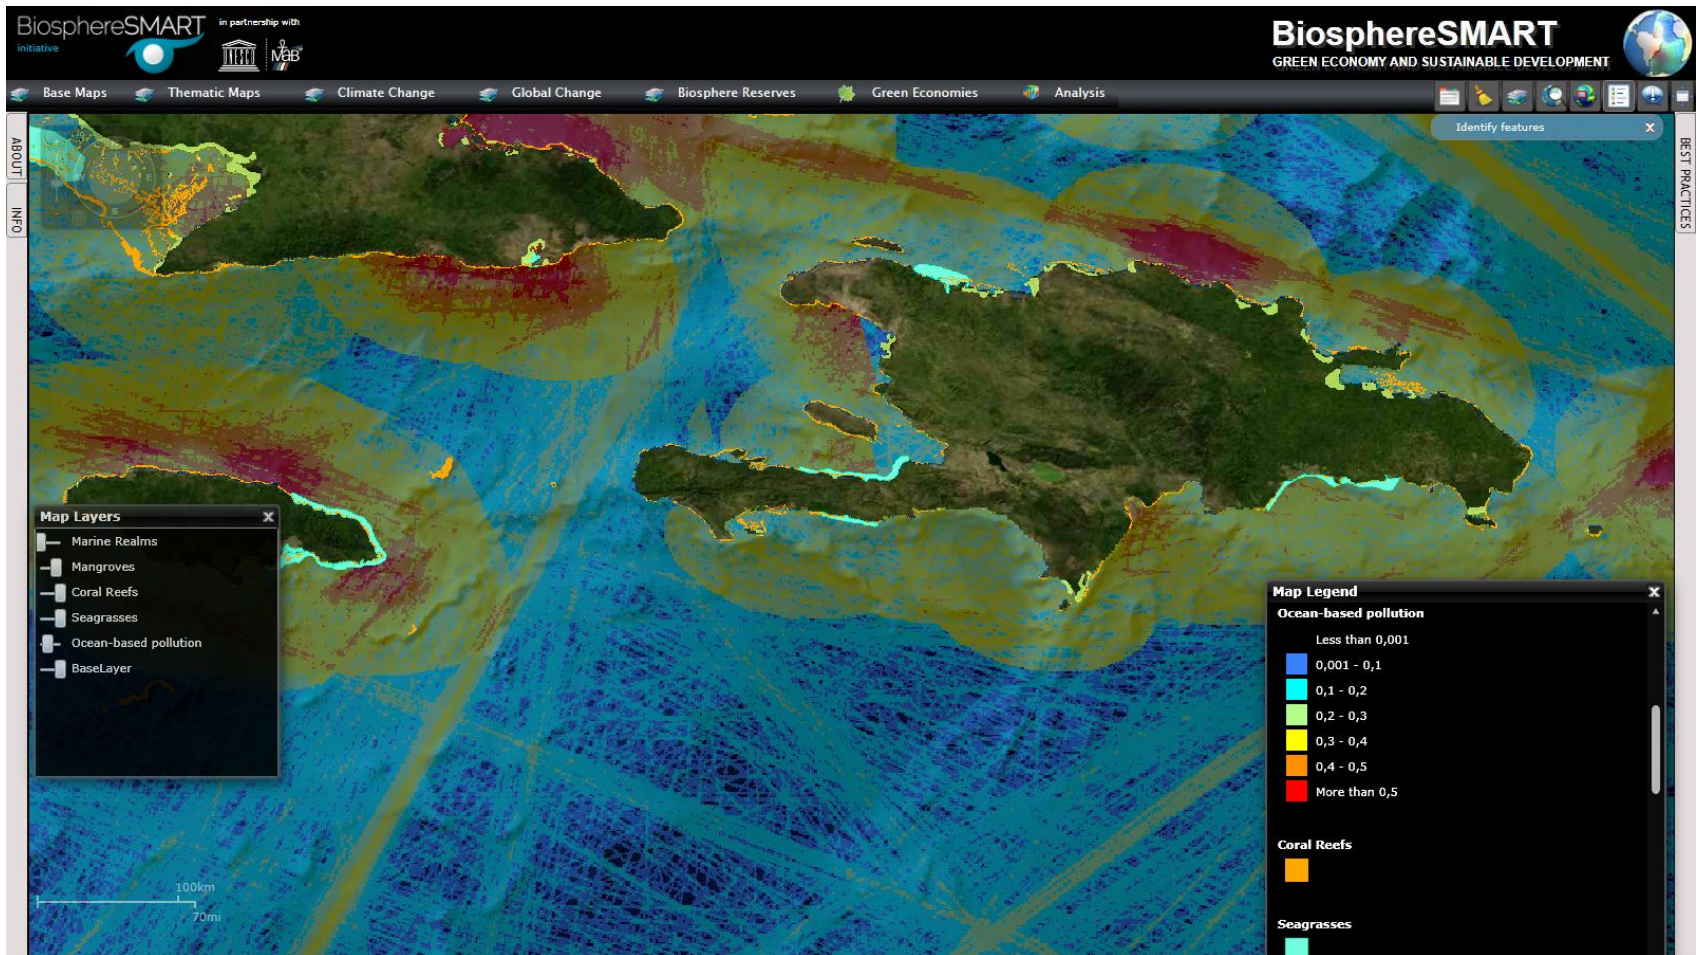 BiosphereSMART
initiative
in partnership with
UNESCO
MaB
BiosphereSMART
GREEN ECONOMY AND SUSTAINABLE DEVELOPMENT
Base Maps
Thematic Maps
Climate Change
Global Change
Biosphere Reserves
Green Economies
Analysis
ABOUT
INFO
Identify features
X
BEST PRACTICES
W
E
S
Map Layers
X
Marine Realms
Mangroves
Coral Reefs
Seagrasses
Ocean-based pollution
BaseLayer
Map Legend
X
Ocean-based pollution
Less than 0,001
0,001 - 0,1
0,1 - 0,2
0,2 - 0,3
0,3 - 0,4
0,4 - 0,5
More than 0,5
Coral Reefs
Seagrasses
100km
70mi